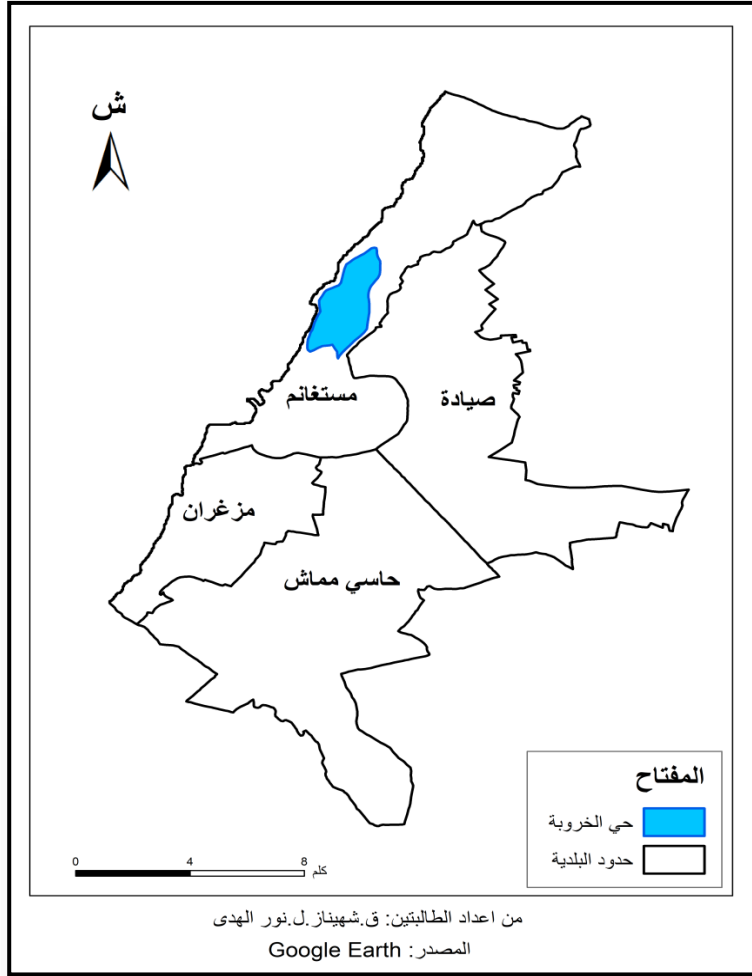 ش
مستغانم
صيادة
مزغران
حاسي مماش
المفتاح
حي الخروبة
حدود البلدية
0 4 8 كلم
من اعداد الطالبتين: ق.شهيناز.ل.نور الهدى
المصدر: Google Earth